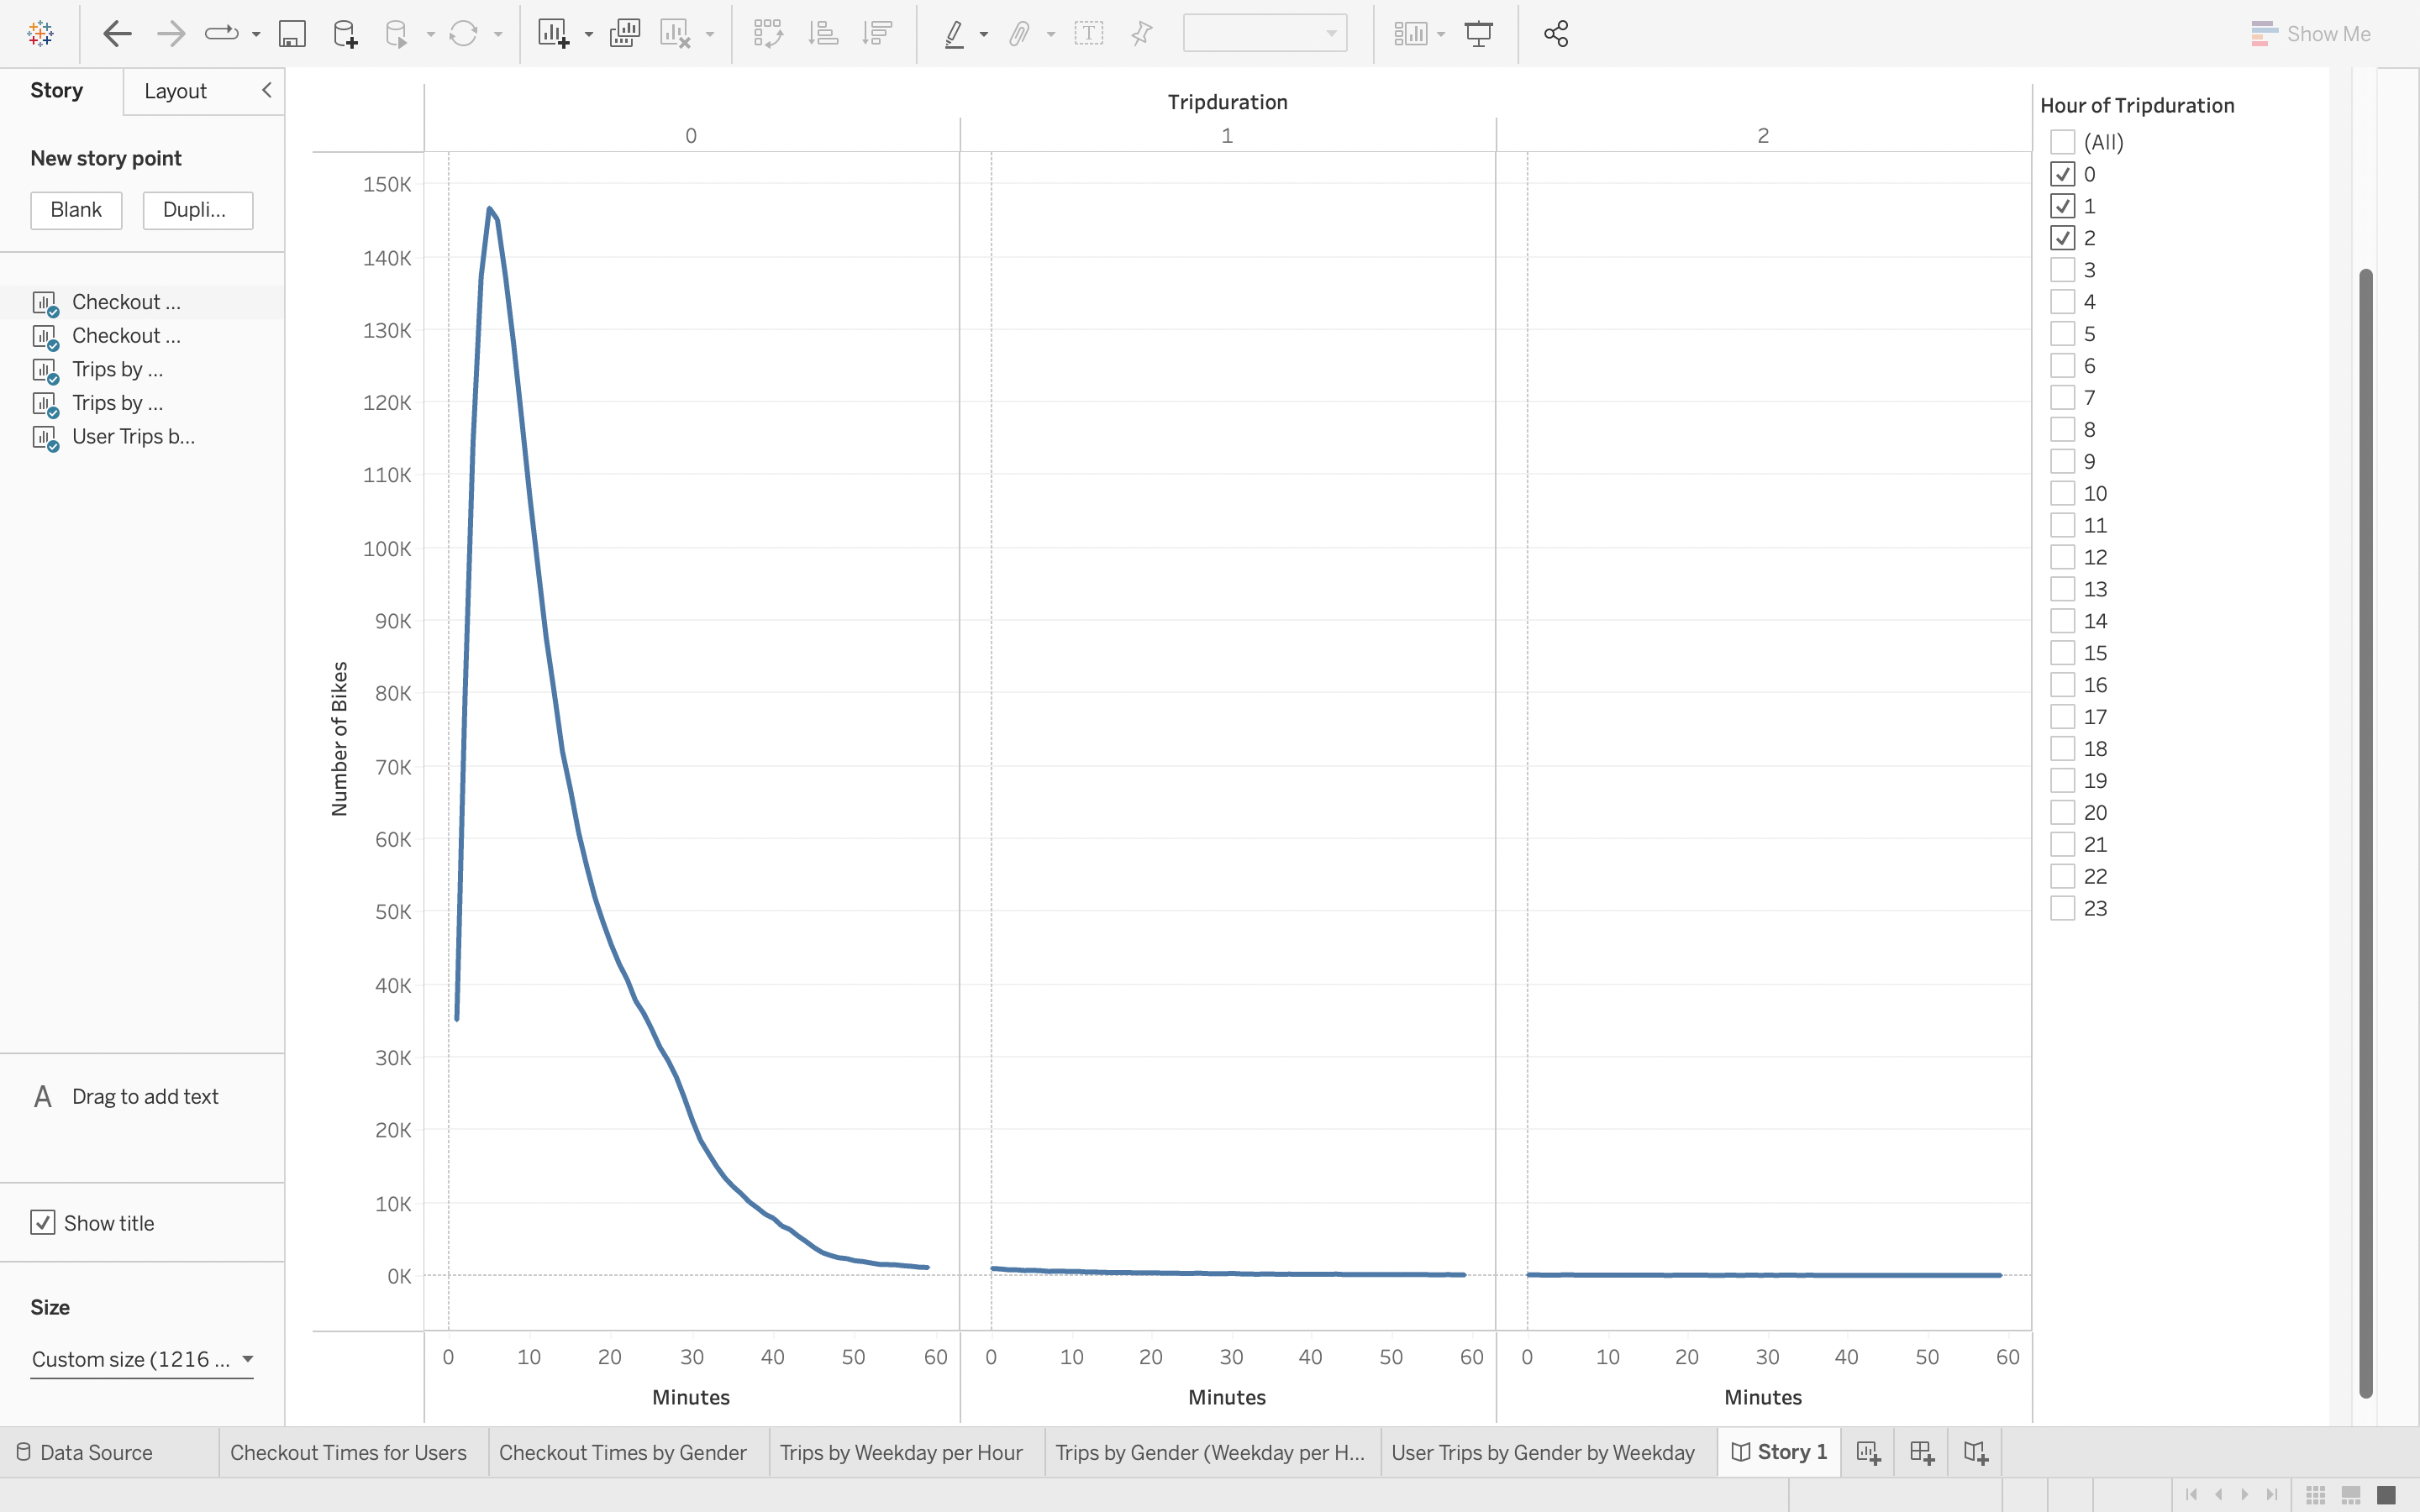 Show Me
Story
Layout
New story point
Blank
Dupli...
Checkout ...
Checkout ...
Trips by ...
Trips by ...
User Trips b...
A Drag to add text
Show title
Size
Custom size (1216 ...
Tripduration
0 1 2
Number of Bikes
150K
140K
130K
120K
110K
100K
90K
80K
70K
60K
50K
40K
30K
20K
10K
0K
0 10 20 30 40 50 60 0 10 20 30 40 50 60 0 10 20 30 40 50 60
Minutes Minutes Minutes
Hour of Tripduration
(All)
0
1
2
3
4
5
6
7
8
9
10
11
12
13
14
15
16
17
18
19
20
21
22
23
Data Source Checkout Times for Users Checkout Times by Gender Trips by Weekday per Hour Trips by Gender (Weekday per H... User Trips by Gender by Weekday Story 1